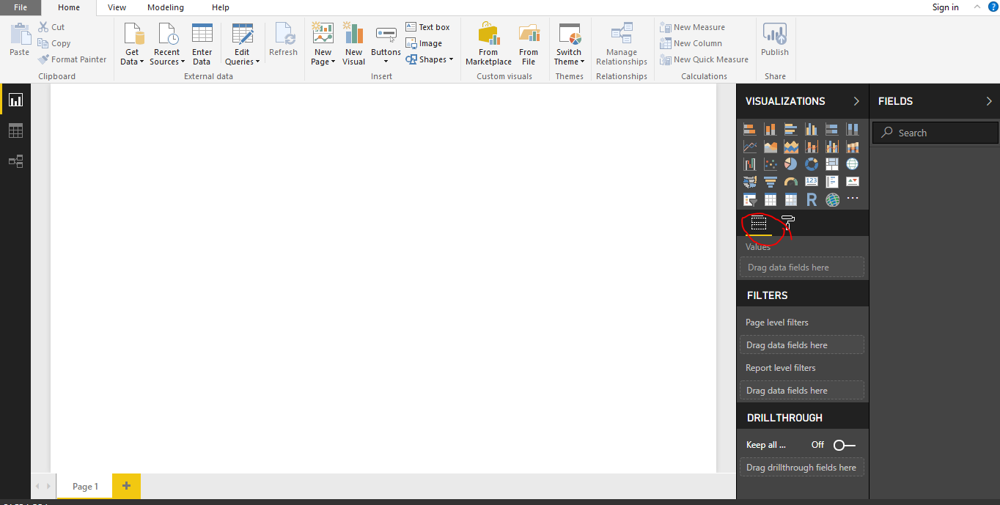 File Home View Modeling Help Sign in ?
Paste Cut Copy Format Painter
Clipboard
Get Data Recent Sources Enter Data Edit Queries Refresh
External data
New Page New Visual Buttons Text box Image Shapes
Insert
From Marketplace From File
Custom visuals
Switch Theme
Themes
Manage Relationships
Relationships
New Measure
New Column
New Quick Measure
Calculations
Publish
Share
VISUALIZATIONS
123
R
Values
Drag data fields here
FILTERS
Page level filters
Drag data fields here
Report level filters
Drag data fields here
DRILLTHROUGH
Keep all ... Off
Drag drillthrough fields here
FIELDS
Search
Page 1 +